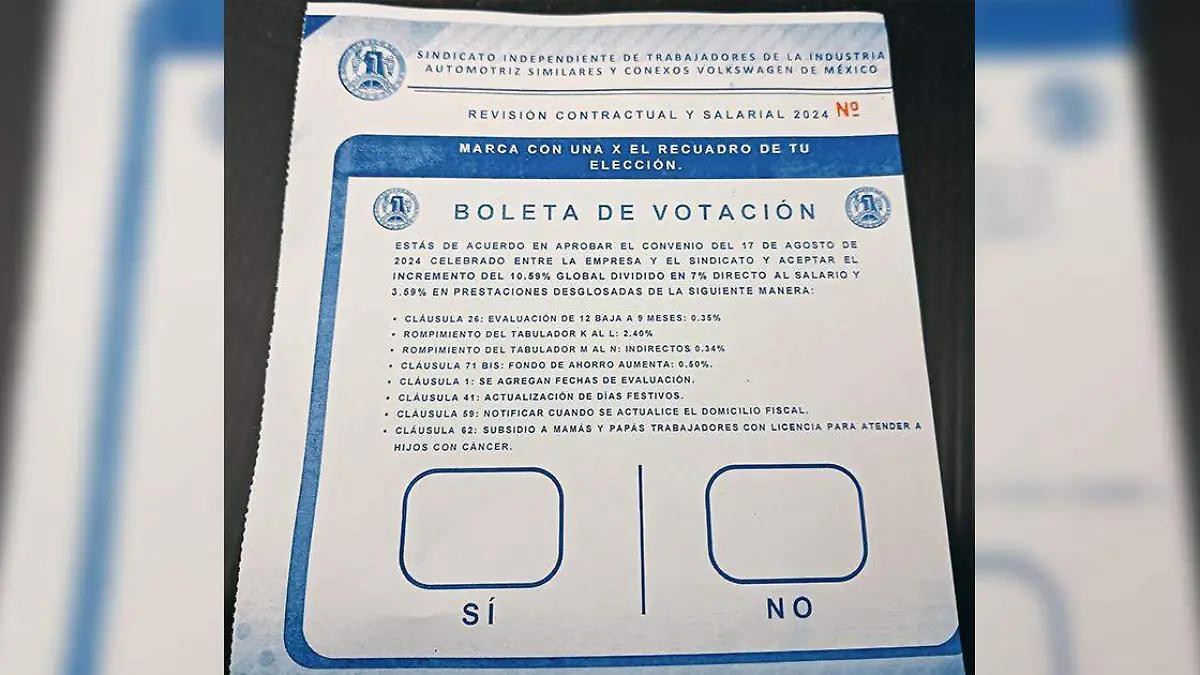 SINDICATO INDEPENDIENTE DE TRABAJADORES DE LA INDUSTRIA
AUTOMOTRIZ SIMILARES Y CONEXOS VOLKSWAGEN DE MÉXICO
REVISIÓN CONTRACTUAL Y SALARIAL 2024 Nº
MARCA CON UNA X EL RECUADRO DE TU
ELECCIÓN.
BOLETA DE VOTACIÓN
ESTÁS DE ACUERDO EN APROBAR EL CONVENIO DEL 17 DE AGOSTO DE
2024 CELEBRADO ENTRE LA EMPRESA Y EL SINDICATO Y ACEPTAR EL
INCREMENTO DEL 10.59% GLOBAL DIVIDIDO EN 7% DIRECTO AL SALARIO Y
3.59% EN PRESTACIONES DESGLOSADAS DE LA SIGUIENTE MANERA:
• CLÁUSULA 26: EVALUACIÓN DE 12 BAJA A 9 MESES: 0.35%
• ROMPIMIENTO DEL TABULADOR K AL L: 2.40%
• ROMPIMIENTO DEL TABULADOR M AL N: INDIRECTOS 0.34%
• CLÁUSULA 71 BIS: FONDO DE AHORRO AUMENTA: 0.50%.
• CLÁUSULA 1: SE AGREGAN FECHAS DE EVALUACIÓN.
• CLÁUSULA 41: ACTUALIZACIÓN DE DÍAS FESTIVOS.
• CLÁUSULA 59: NOTIFICAR CUANDO SE ACTUALICE EL DOMICILIO FISCAL.
• CLÁUSULA 62: SUBSIDIO A MAMÁS Y PAPÁS TRABAJADORES CON LICENCIA PARA ATENDER A
HIJOS CON CÁNCER.
SÍ
NO